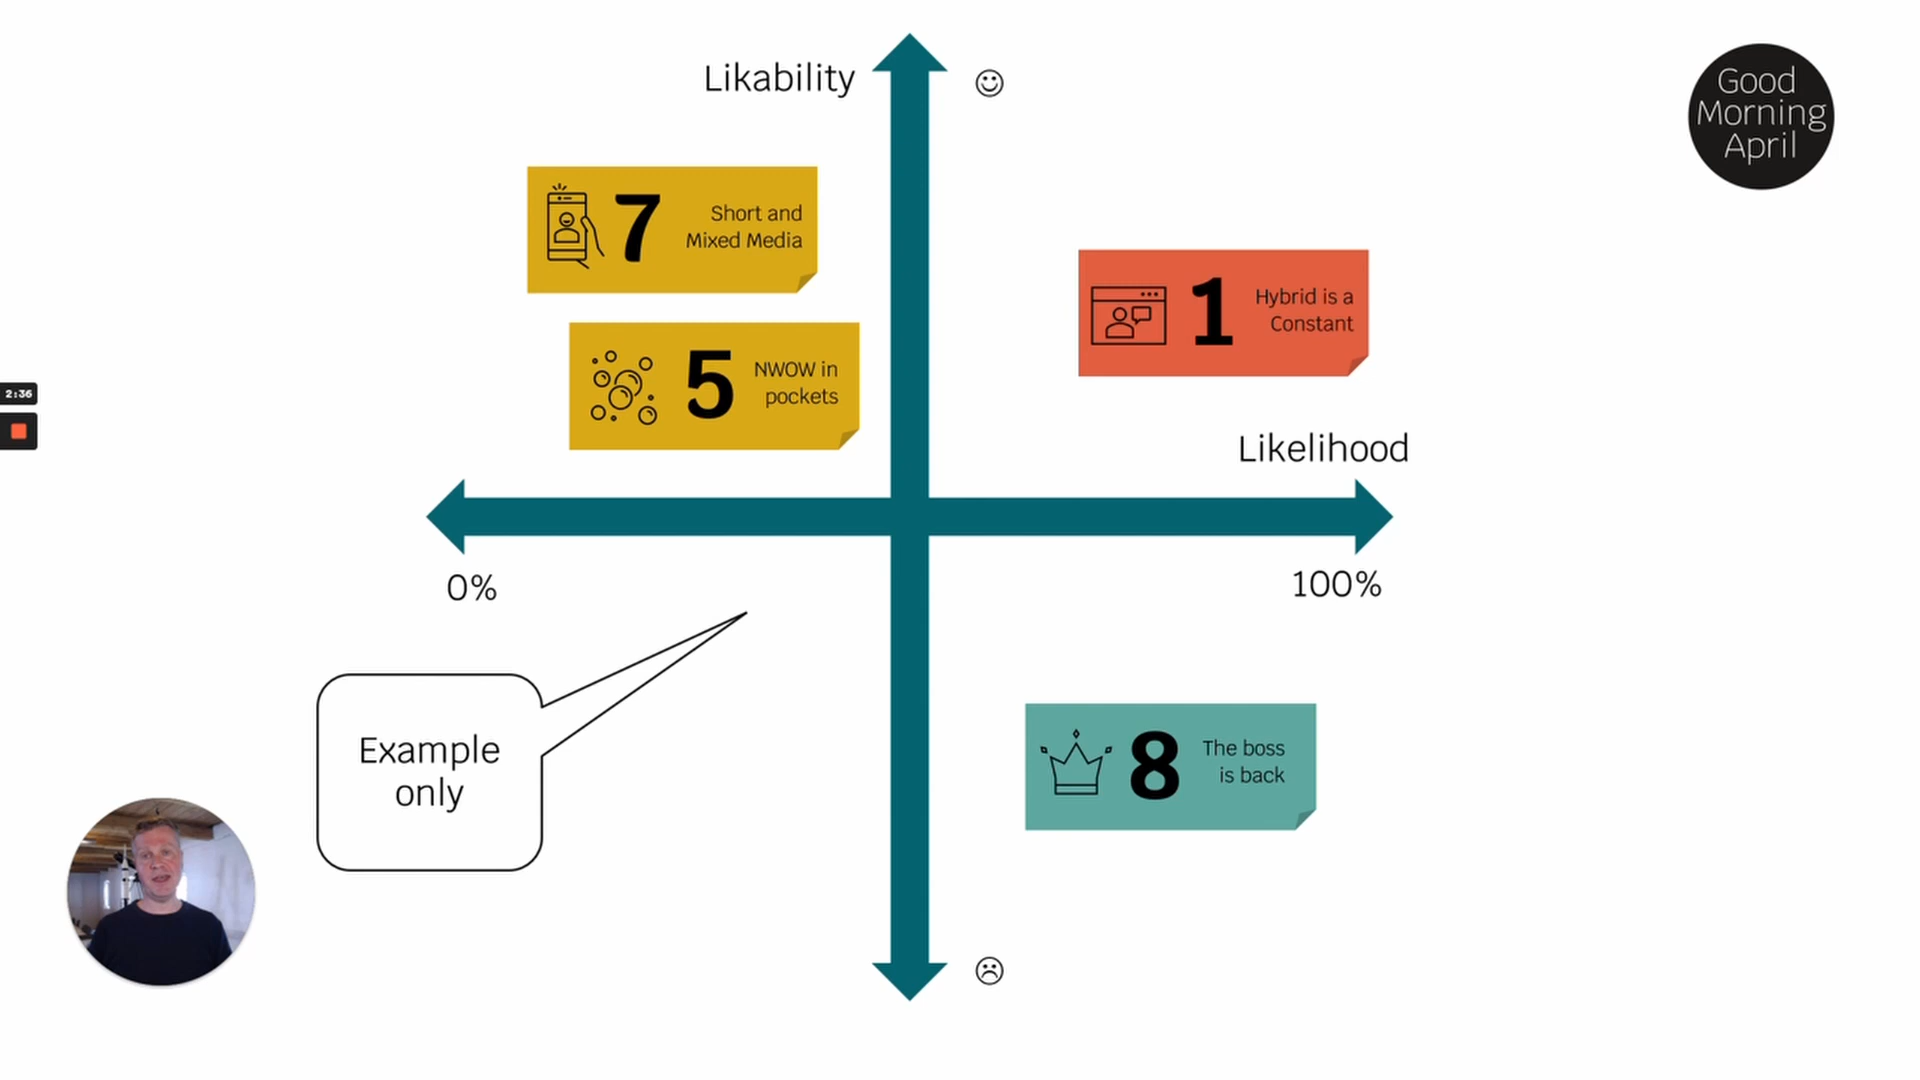 Likability
Good
Morning
April
7
Short and
Mixed Media
1
Hybrid is a
Constant
5
NWOW in
pockets
2:36
Likelihood
0%
100%
Example
only
8
The boss
is back